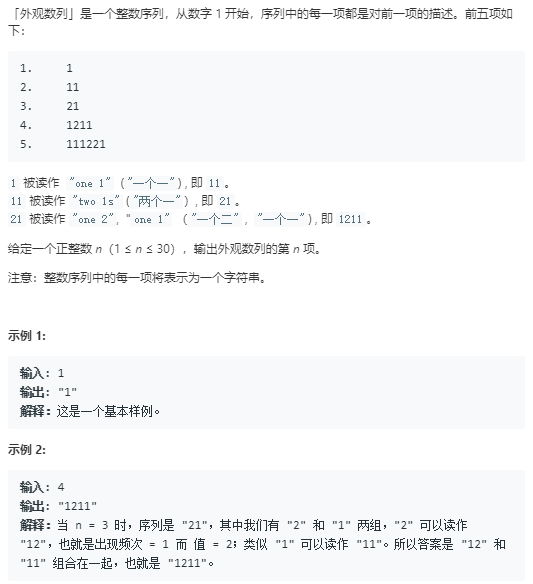 「外观数列」是一个整数序列，从数字 1 开始，序列中的每一项都是对前一项的描述。前五项如
下：
1.     1
2.     11
3.     21
4.     1211
5.     111221
1 被读作 "one 1" ("一个一"), 即 11 。
11 被读作 "two 1s" ("两个一") , 即 21 。
21 被读作 "one 2", "one 1" （"一个二" , "一个一"), 即 1211 。
给定一个正整数 n（1 ≤ n ≤ 30），输出外观数列的第 n 项。
注意：整数序列中的每一项将表示为一个字符串。
示例 1:
输入: 1
输出: "1"
解释：这是一个基本样例。
示例 2:
输入: 4
输出: "1211"
解释：当 n = 3 时，序列是 "21"，其中我们有 "2" 和 "1" 两组，"2" 可以读作
"12"，也就是出现频次 = 1 而 值 = 2；类似 "1" 可以读作 "11"。所以答案是 "12" 和
"11" 组合在一起，也就是 "1211"。